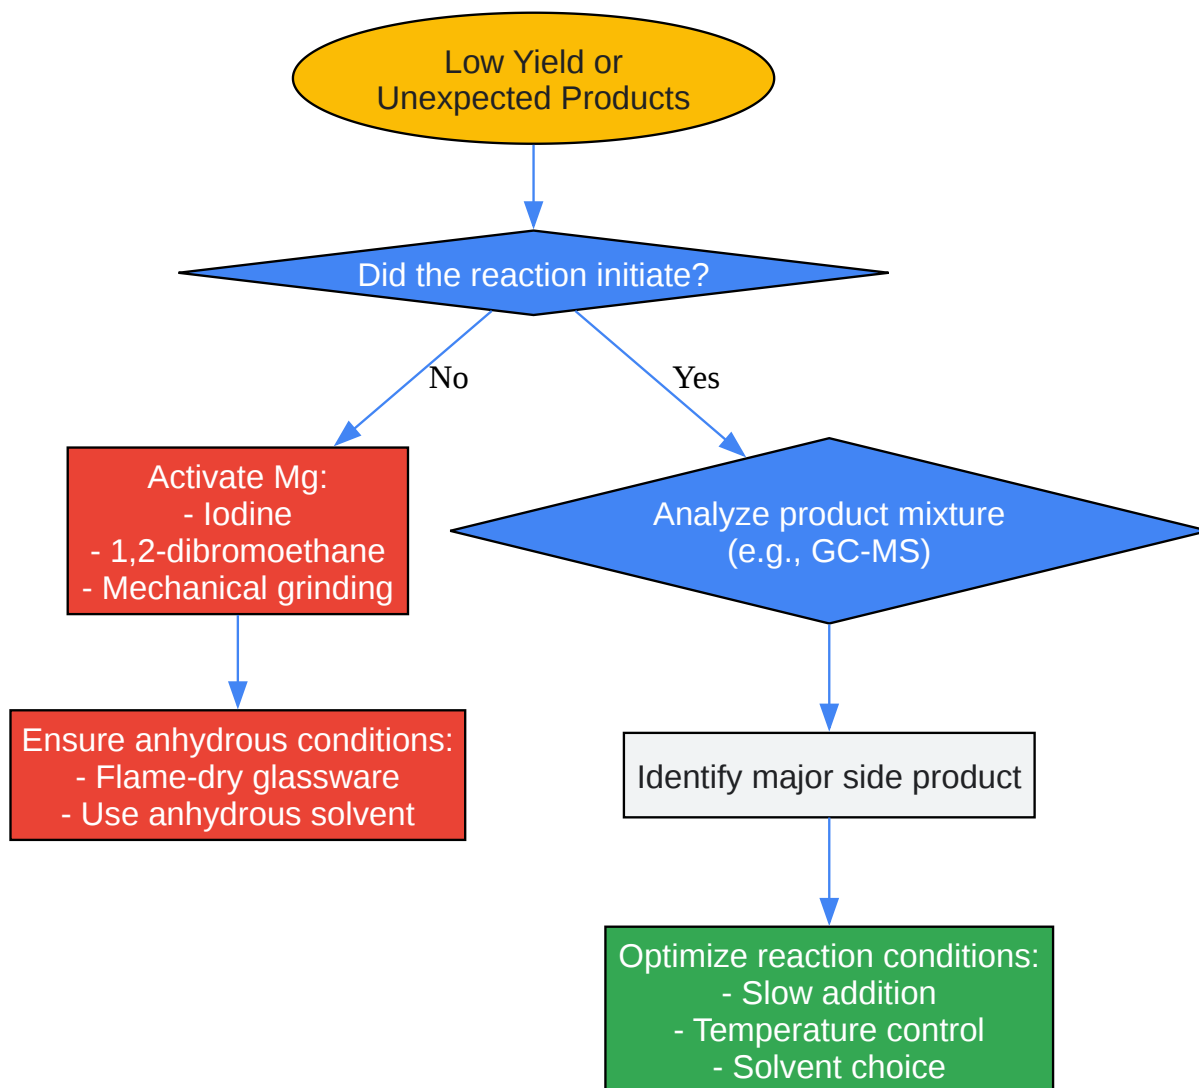 Low Yield or
Unexpected Products
Did the reaction initiate?
No
Yes
Activate Mg:
- Iodine
- 1,2-dibromoethane
- Mechanical grinding
Analyze product mixture
(e.g., GC-MS)
Ensure anhydrous conditions:
- Flame-dry glassware
- Use anhydrous solvent
Identify major side product
Optimize reaction conditions:
- Slow addition
- Temperature control
- Solvent choice